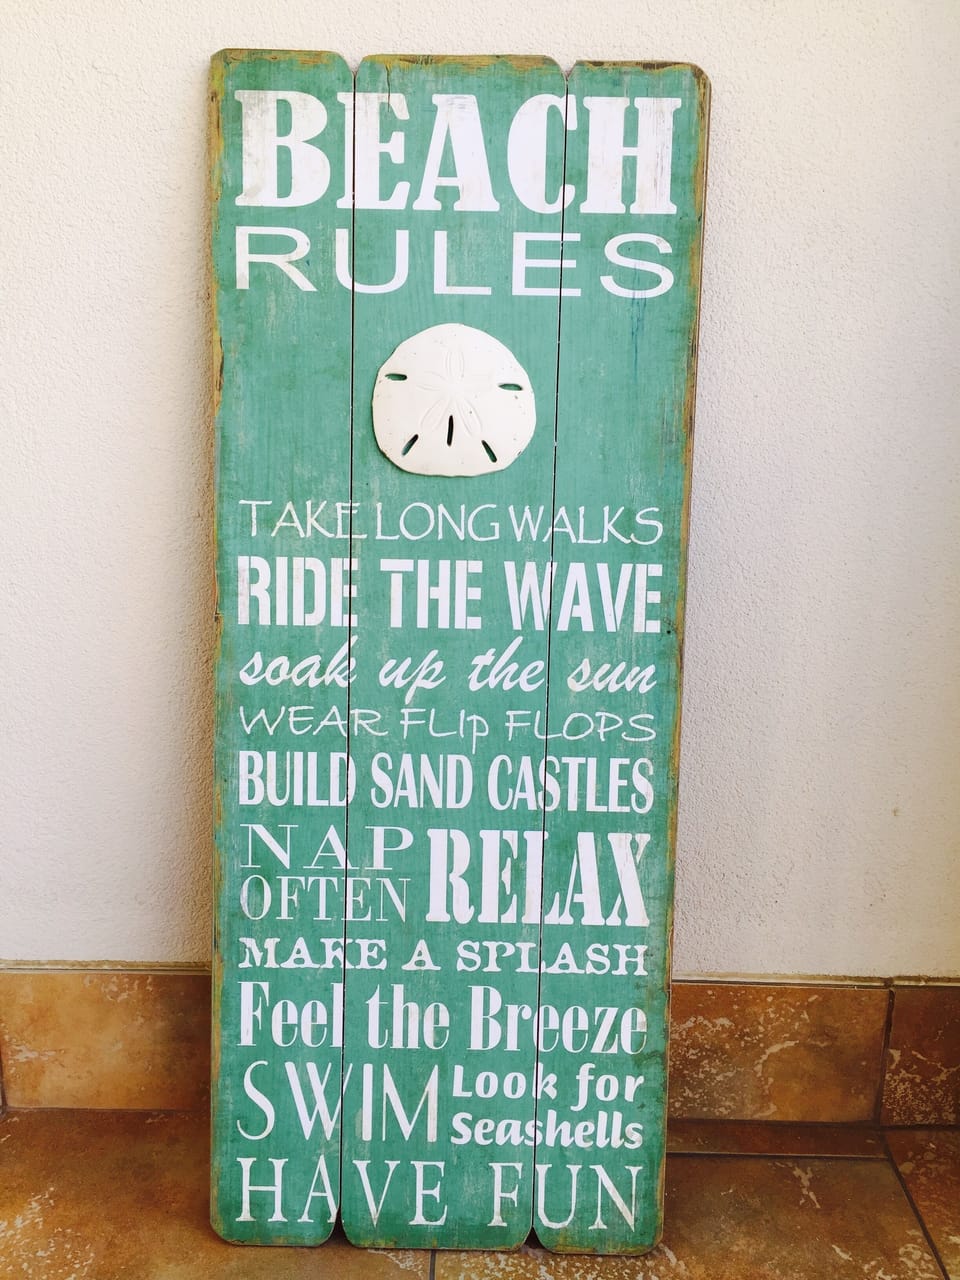 BEACH
RULES
TAKE LONG WALKS
RIDE THE WAVE
soak up the sun
WEAR FLIp FLOPS
BUILD SAND CASTLES
NAP
OFTEN
RELAX
MAKE A SPLASH
Feel the Breeze
SWIM
Look for
Seashells
HAVE FUN